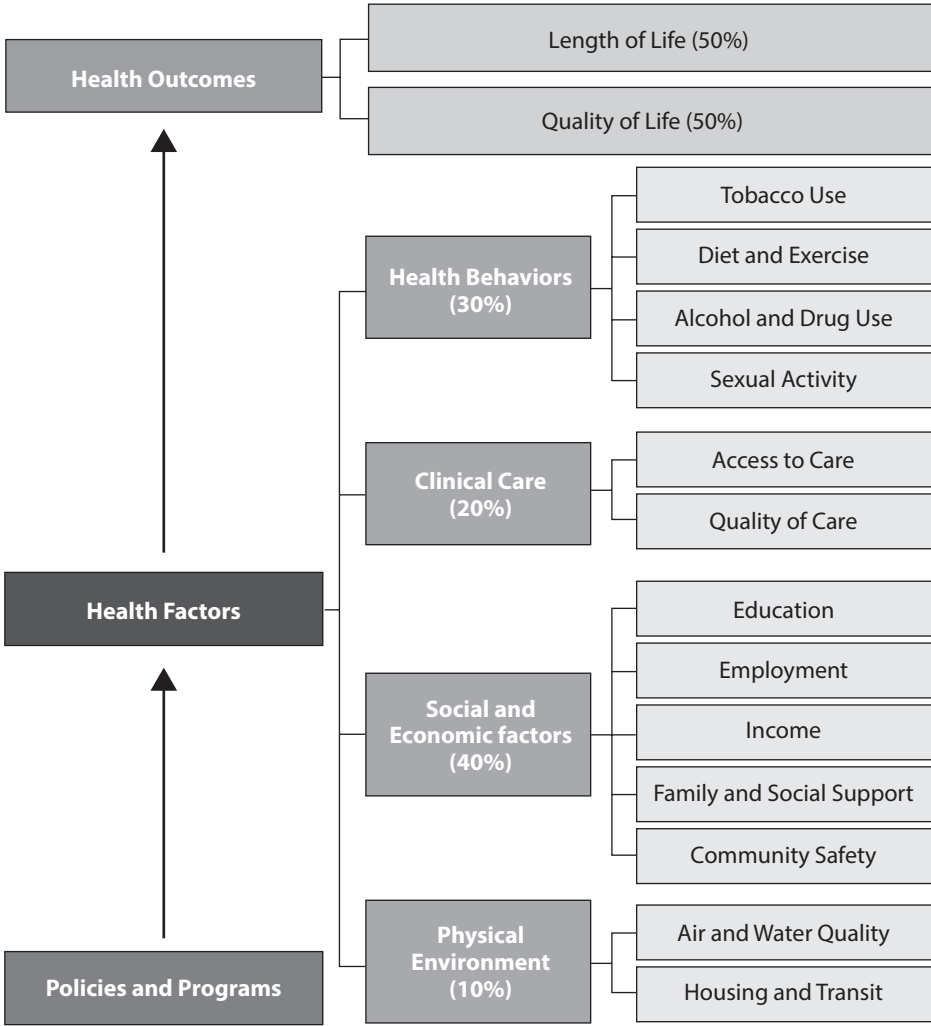 Health Outcomes
Length of Life (50%)
Quality of Life (50%)
Health Factors
Health Behaviors
(30%)
Tobacco Use
Diet and Exercise
Alcohol and Drug Use
Sexual Activity
Clinical Care
(20%)
Access to Care
Quality of Care
Social and
Economic factors
(40%)
Education
Employment
Income
Family and Social Support
Community Safety
Physical
Environment
(10%)
Air and Water Quality
Housing and Transit
Policies and Programs